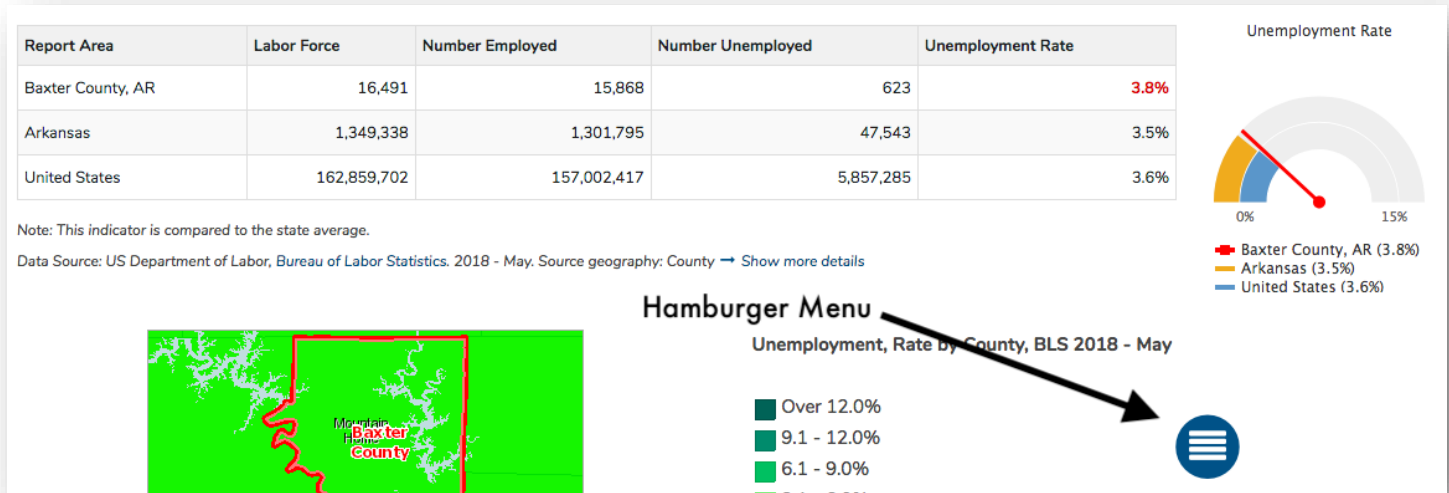 Report Area Labor Force Number Employed Number Unemployed Unemployment Rate
Baxter County, AR 16,491 15,868 623 3.8%
Arkansas 1,349,338 1,301,795 47,543 3.5%
United States 162,859,702 157,002,417 5,857,285 3.6%
Note: This indicator is compared to the state average.
Data Source: US Department of Labor, Bureau of Labor Statistics. 2018 - May. Source geography: County → Show more details
Unemployment Rate
0% 15%
Baxter County, AR (3.8%)
Arkansas (3.5%)
United States (3.6%)
Hamburger Menu
Mountain
Baxter
County
Unemployment, Rate by County, BLS 2018 - May
Over 12.0%
9.1 - 12.0%
6.1 - 9.0%